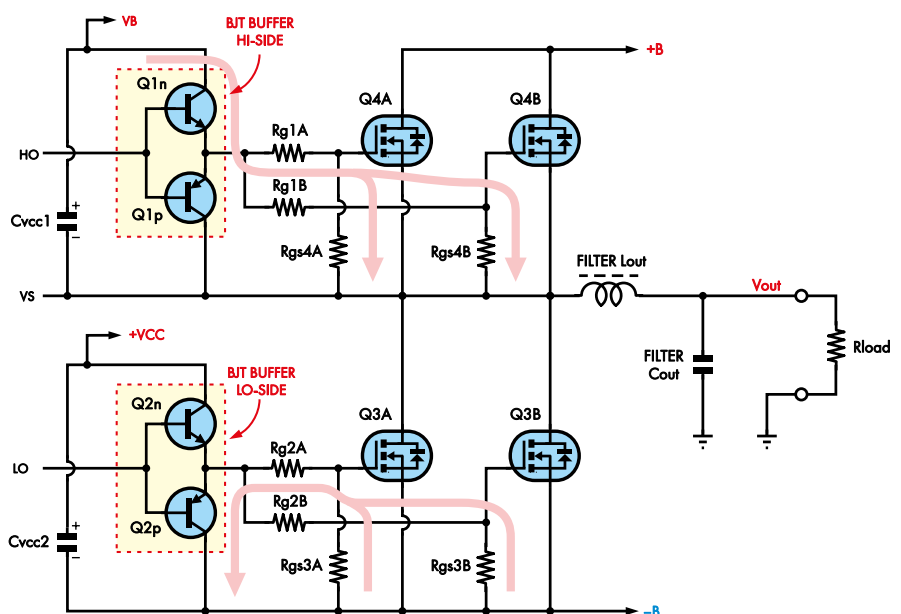 VB
BJT BUFFER
HI-SIDE
+B
Q1n
Q4A
Q4B
Rg1A
HO
Rg1B
+
Cvcc1
–
Q1p
Rgs4A
Rgs4B
FILTER Lout
VS
Vout
+VCC
FILTER
Cout
Rload
BJT BUFFER
LO-SIDE
Q2n
Q3A
Q3B
Rg2A
LO
Rg2B
Q2p
+
Cvcc2
–
Rgs3A
Rgs3B
–B